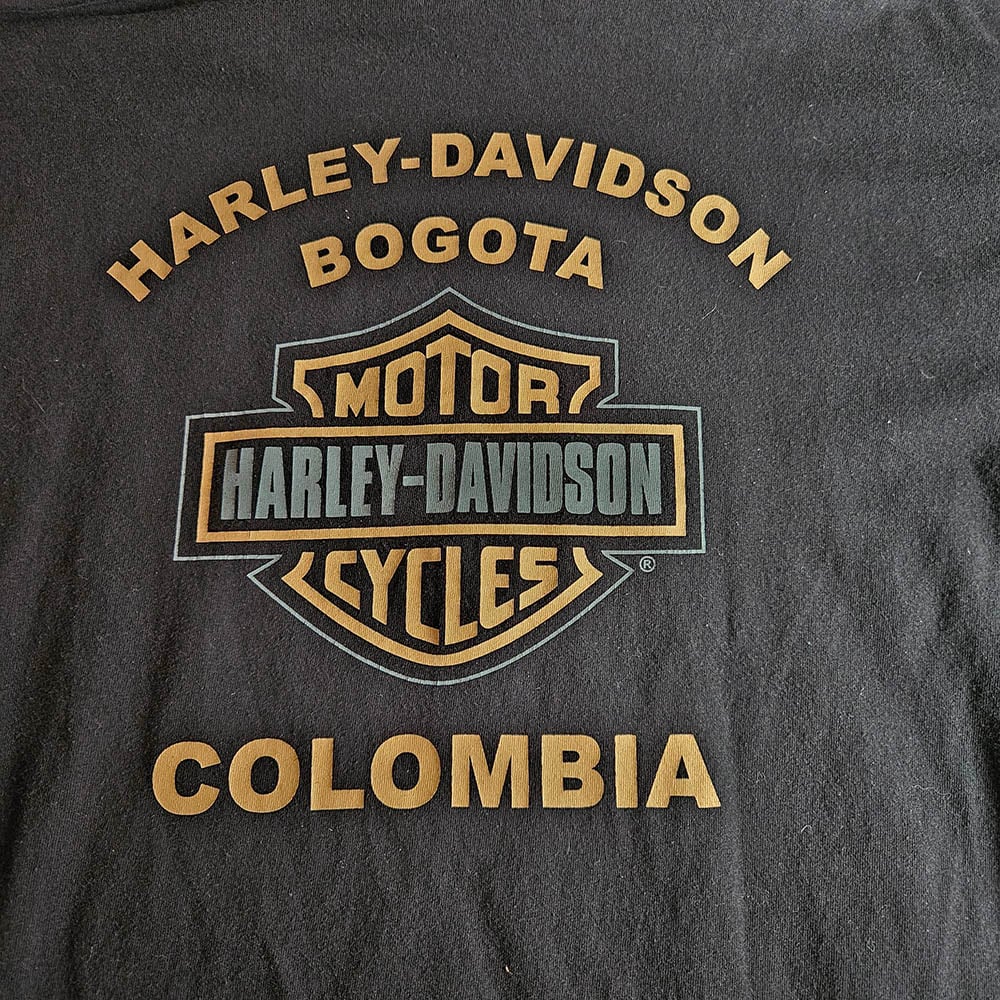 HARLEY-DAVIDSON
BOGOTA
MOTOR
HARLEY-DAVIDSON
CYCLES
®
COLOMBIA